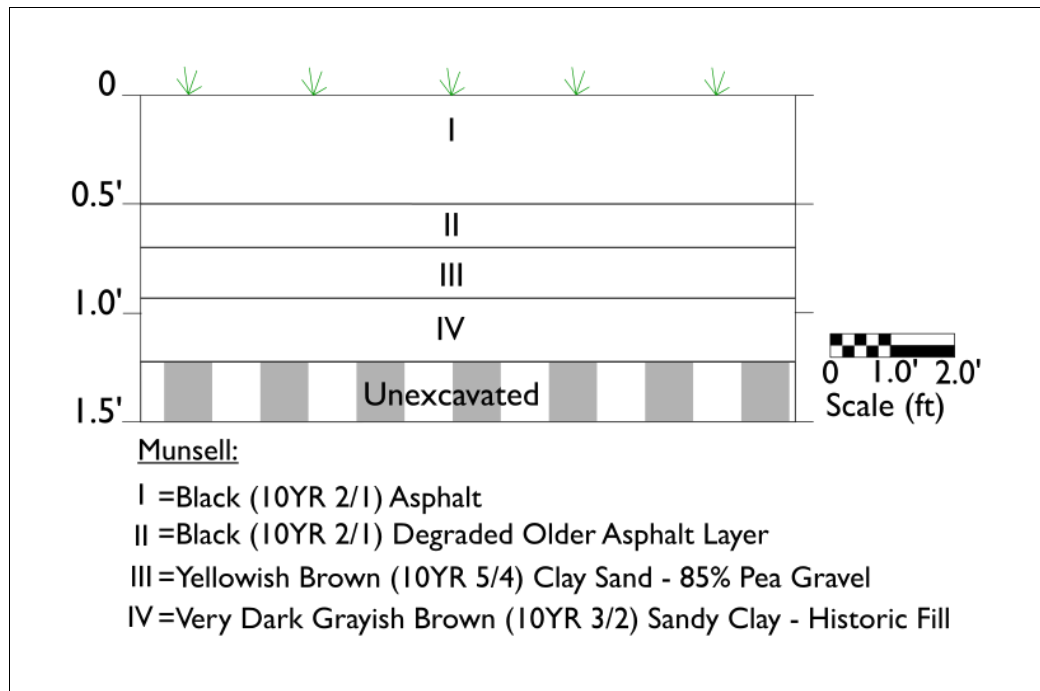 0
I
0.5'
II
III
1.0'
IV
Unexcavated
1.5'
0 1.0' 2.0'
Scale (ft)
Munsell:
I =Black (10YR 2/1) Asphalt
II =Black (10YR 2/1) Degraded Older Asphalt Layer
III =Yellowish Brown (10YR 5/4) Clay Sand - 85% Pea Gravel
IV =Very Dark Grayish Brown (10YR 3/2) Sandy Clay - Historic Fill